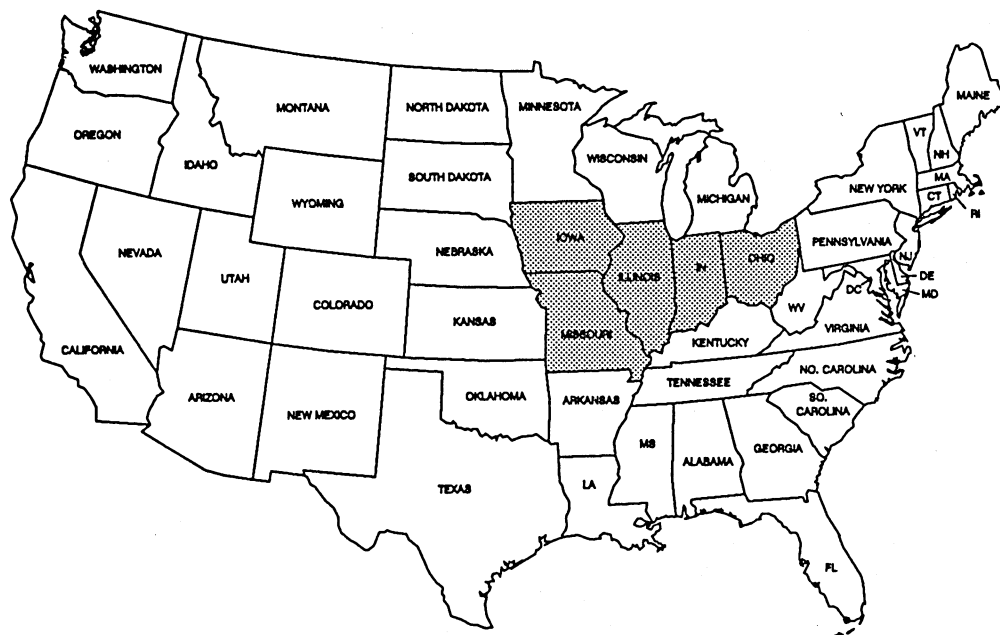 WASHINGTON
MONTANA
NORTH DAKOTA
MINNESOTA
MAINE
OREGON
IDAHO
SOUTH DAKOTA
WISCONSIN
MICHIGAN
VT
NH
NEW YORK
MA
CT
RI
WYOMING
NEVADA
UTAH
NEBRASKA
IOWA
ILLINOIS
IN
OHIO
PENNSYLVANIA
NJ
DE
MD
DC
COLORADO
KANSAS
MISSOURI
WV
VIRGINIA
KENTUCKY
CALIFORNIA
ARIZONA
NEW MEXICO
OKLAHOMA
ARKANSAS
TENNESSEE
NO. CAROLINA
SO.
CAROLINA
MS
ALABAMA
GEORGIA
TEXAS
LA
FL